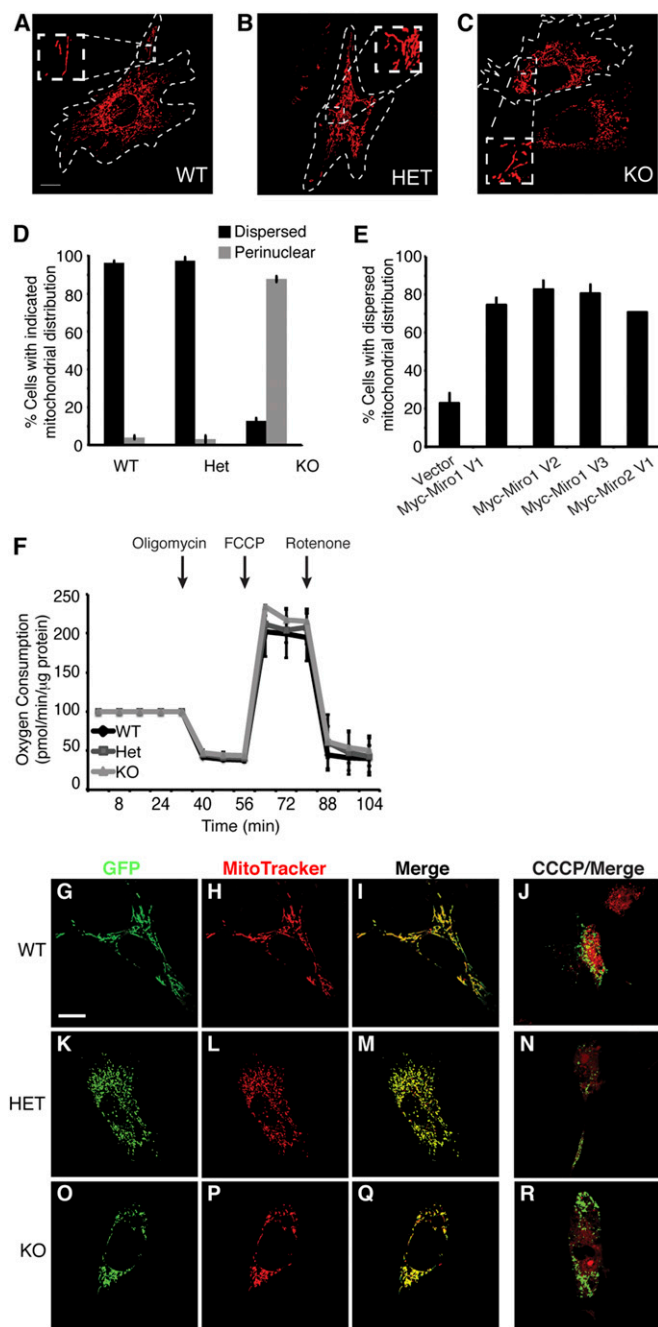 A
B
C
WT
HET
KO
D
Dispersed
Perinuclear
% Cells with indicated
mitochondrial distribution
100
80
60
40
20
0
WT
Het
KO
E
% Cells with dispersed
mitochondrial distribution
100
80
60
40
20
0
Vector
Myc-Miro1 V1
Myc-Miro1 V2
Myc-Miro1 V3
Myc-Miro2 V1
F
Oligomycin
FCCP
Rotenone
Oxygen Consumption
(pmol/min/µg protein)
250
200
150
100
50
0
WT
Het
KO
8 24 40 56 72 88 104
Time (min)
GFP
MitoTracker
Merge
CCCP/Merge
WT
G
H
I
J
HET
K
L
M
N
KO
O
P
Q
R